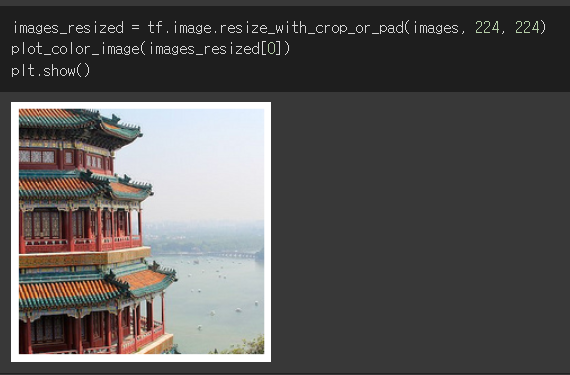 images_resized = tf.image.resize_with_crop_or_pad(images, 224, 224)
plot_color_image(images_resized[0])
plt.show()